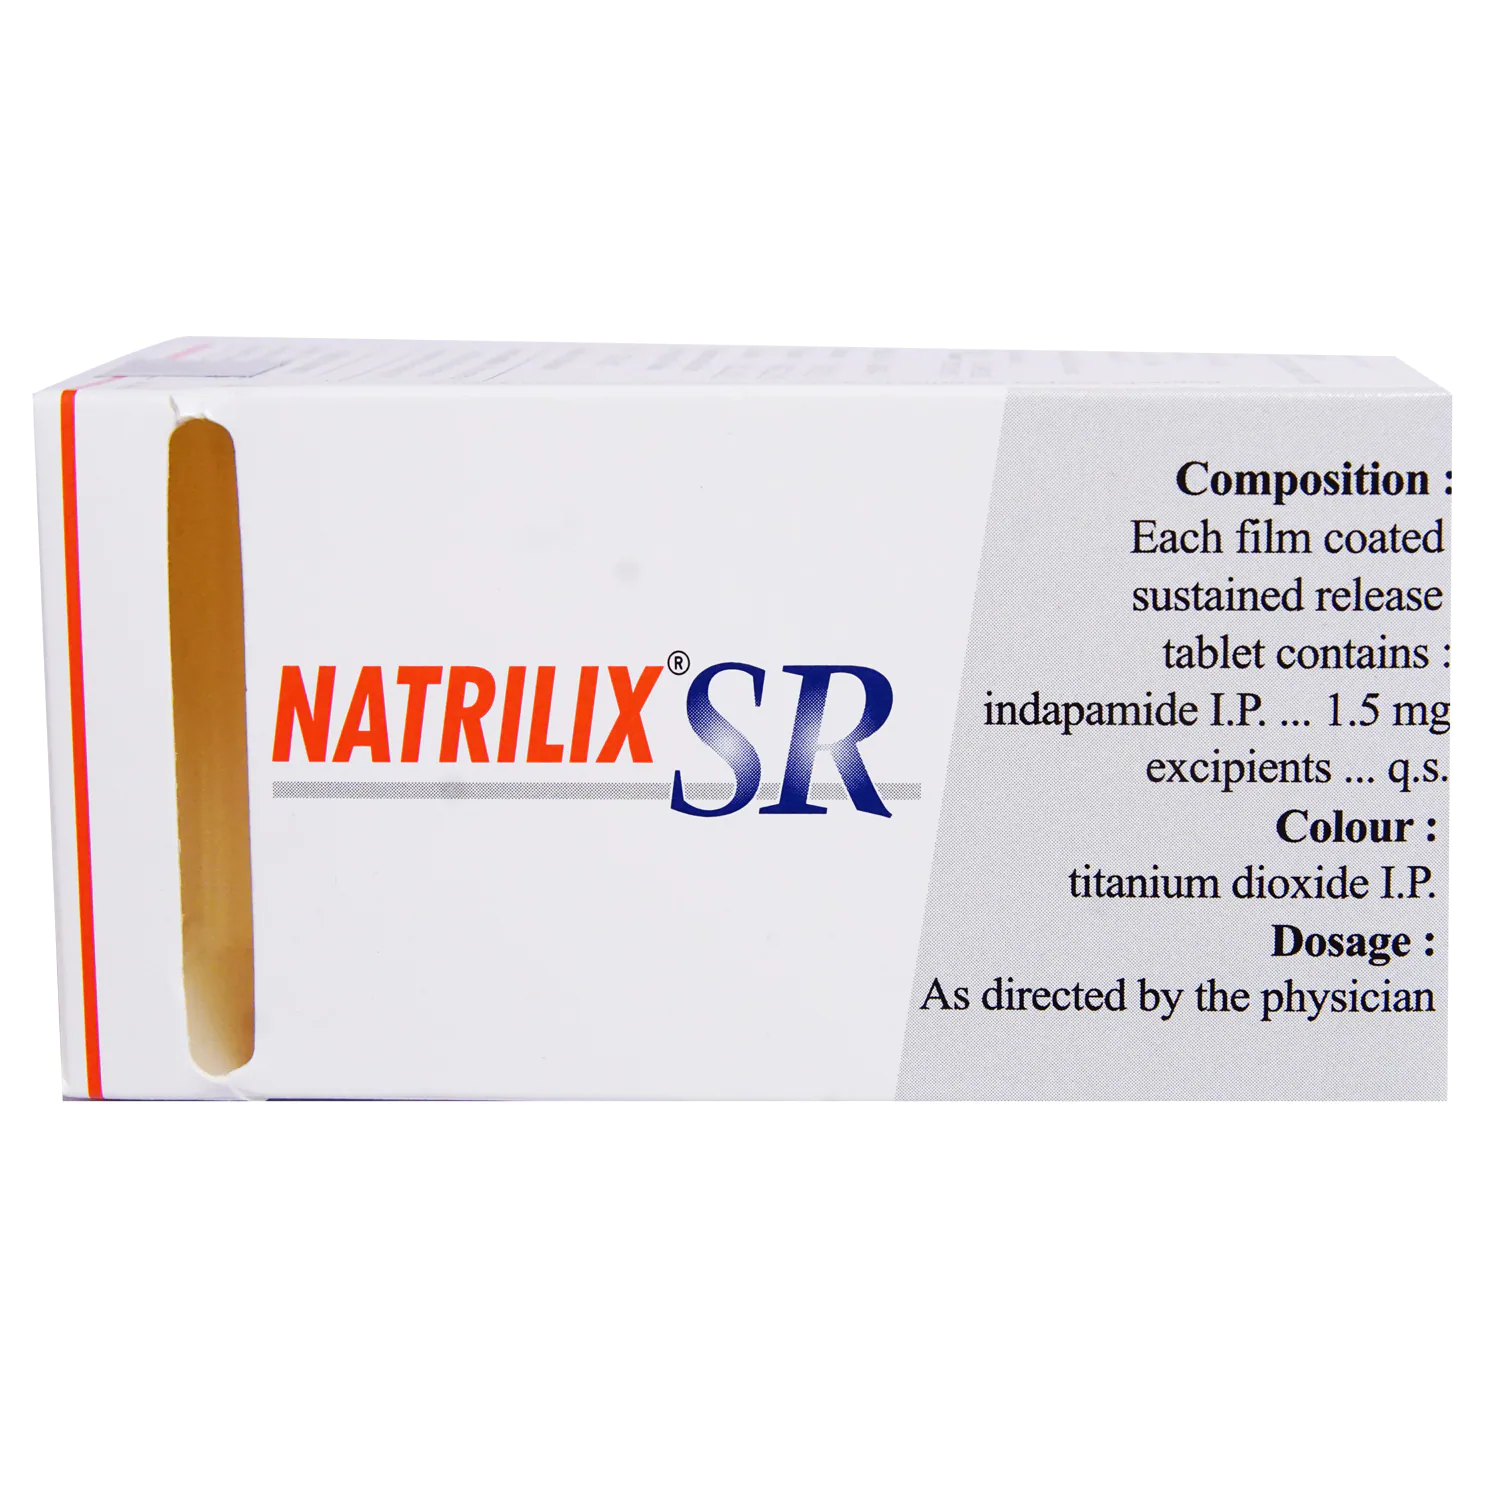 NATRILIX® SR
Composition :
Each film coated
sustained release
tablet contains :
indapamide I.P. ... 1.5 mg
excipients ... q.s.
Colour :
titanium dioxide I.P.
Dosage :
As directed by the physician